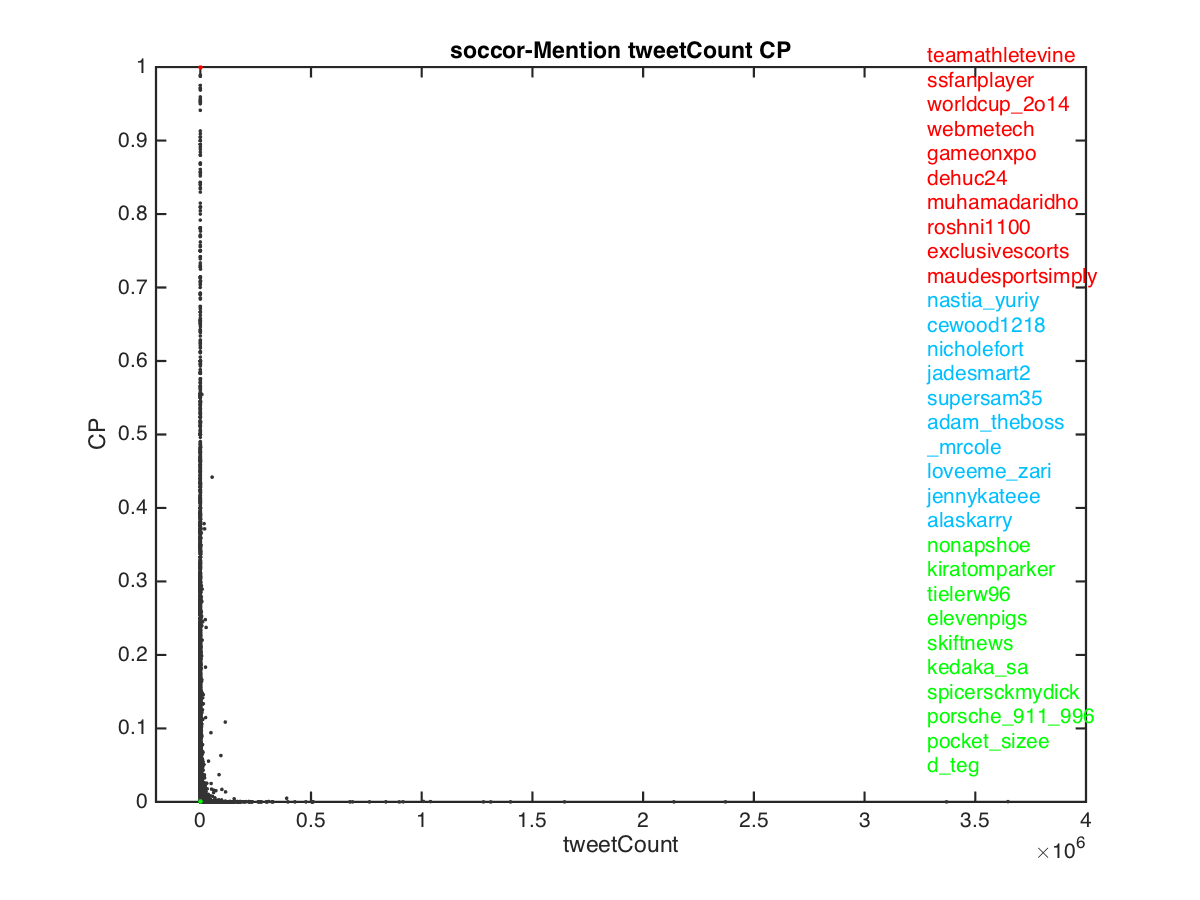 soccor-Mention tweetCount CP
teamathletevine
ssfanplayer
worldcup_2o14
webmetech
gameonxpo
dehuc24
muhamadaridho
roshni1100
exclusivescorts
maudesportsimply
nastia_yuriy
cewood1218
nicholefort
jadesmart2
supersam35
adam_theboss
_mrcole
loveeme_zari
jennykateee
alaskarry
nonapshoe
kiratomparker
tielerw96
elevenpigs
skiftnews
kedaka_sa
spicersckmydick
porsche_911_996
pocket_sizee
d_teg
1
0.9
0.8
0.7
0.6
0.5
0.4
0.3
0.2
0.1
0
CP
0 0.5 1 1.5 2 2.5 3 3.5 4
tweetCount
×10⁶